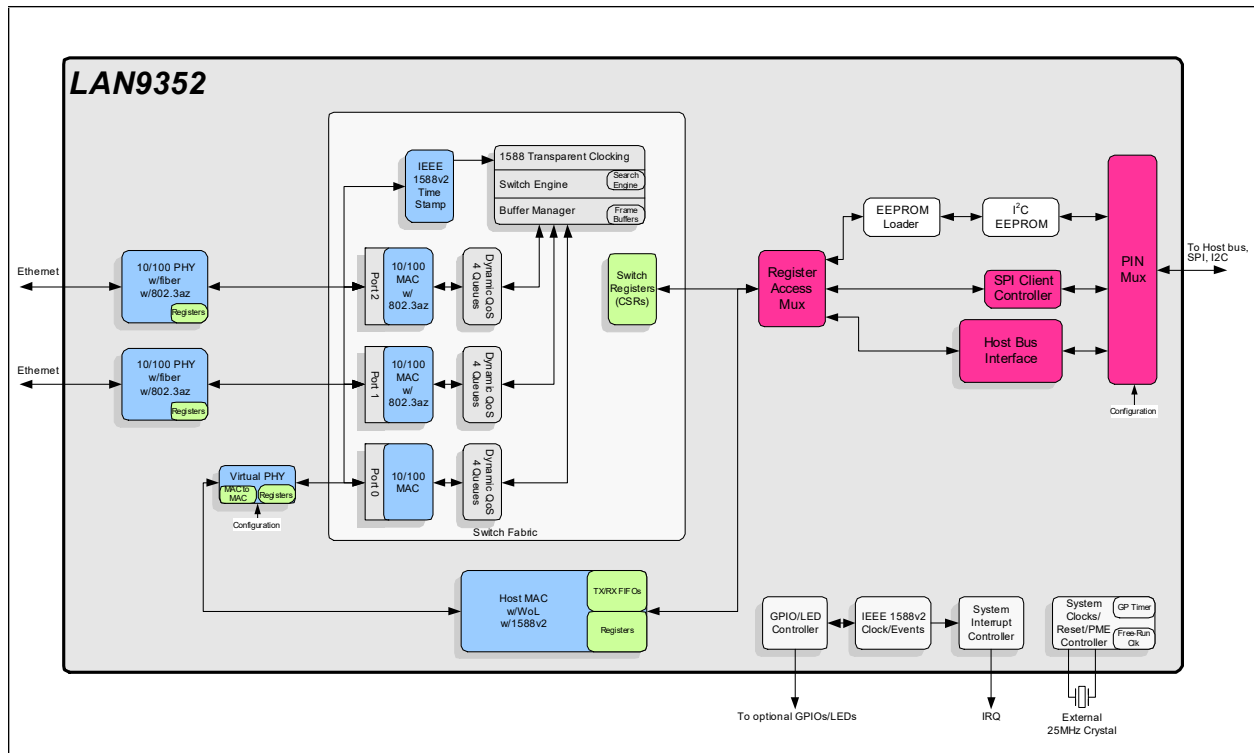 LAN9352
IEEE
1588v2
Time
Stamp
1588 Transparent Clocking
Switch Engine
Search
Engine
Buffer Manager
Frame
Buffers
Ethernet
10/100 PHY
w/fiber
w/802.3az
Registers
Port 2
10/100
MAC
w/
802.3az
Dynamic QoS
4 Queues
Switch
Registers
(CSRs)
Ethernet
10/100 PHY
w/fiber
w/802.3az
Registers
Port 1
10/100
MAC
w/
802.3az
Dynamic QoS
4 Queues
Virtual PHY
MAC to
MAC
Registers
Configuration
Port 0
10/100
MAC
Dynamic QoS
4 Queues
Switch Fabric
Host MAC
w/WoL
w/1588v2
TX/RX FIFOs
Registers
Register
Access
Mux
EEPROM
Loader
I2C
EEPROM
SPI Client
Controller
Host Bus
Interface
PIN
Mux
Configuration
To Host bus,
SPI, I2C
GPIO/LED
Controller
IEEE 1588v2
Clock/Events
System
Interrupt
Controller
System
Clocks/
Reset/PME
Controller
GP Timer
Free-Run
Clk
To optional GPIOs/LEDs
IRQ
External
25MHz Crystal